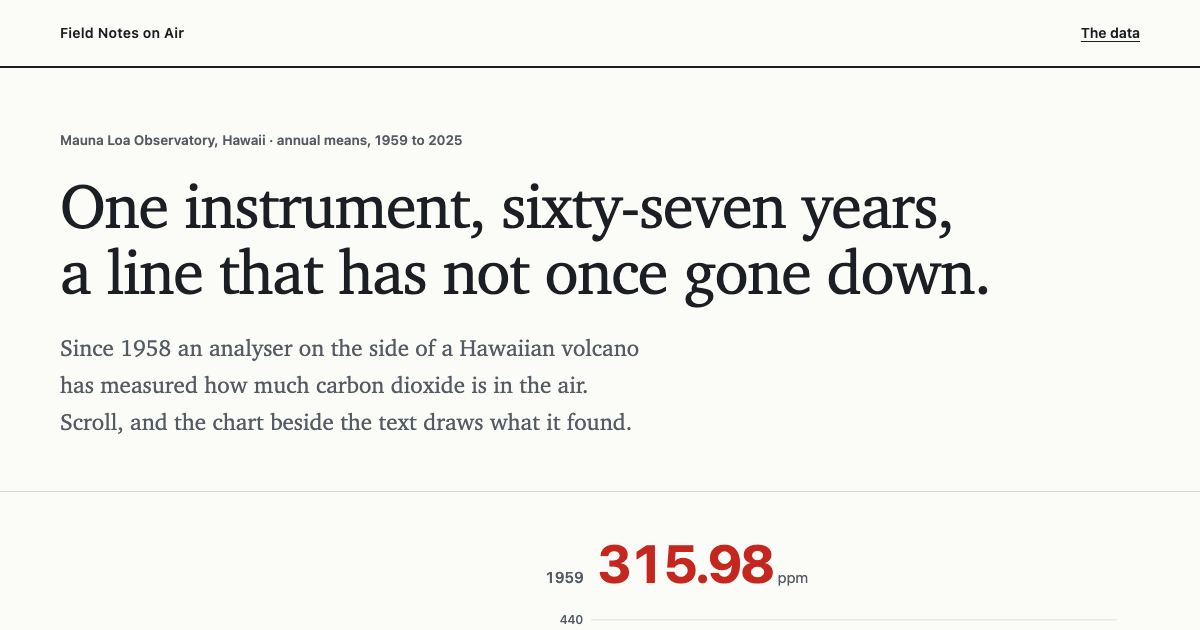 Field Notes on Air
The data
Mauna Loa Observatory, Hawaii · annual means, 1959 to 2025
One instrument, sixty-seven years,
a line that has not once gone down.
Since 1958 an analyser on the side of a Hawaiian volcano
has measured how much carbon dioxide is in the air.
Scroll, and the chart beside the text draws what it found.
1959 315.98 ppm
440